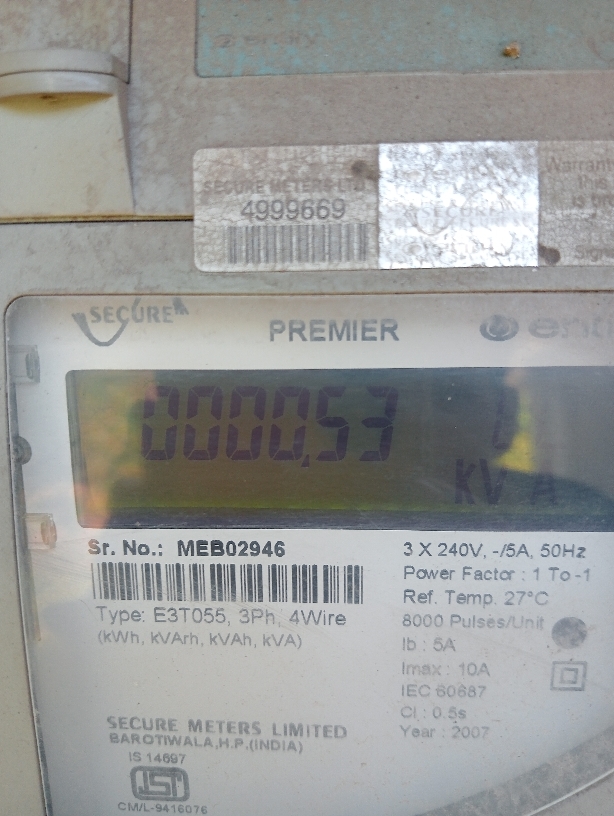 SECURE METERS LTD.
4999669
SECURE
PREMIER
0000.53
KV A
Sr. No.: MEB02946
Type: E3T055, 3Ph, 4Wire
(kWh, kVArh, kVAh, kVA)
3 X 240V, -/5A, 50Hz
Power Factor : 1 To -1
Ref. Temp. 27°C
8000 Pulses/Unit
Ib : 5A
Imax : 10A
IEC 60687
Cl : 0.5s
Year : 2007
SECURE METERS LIMITED
BAROTIWALA,H.P.(INDIA)
IS 14697
ISI
CM/L-9416076